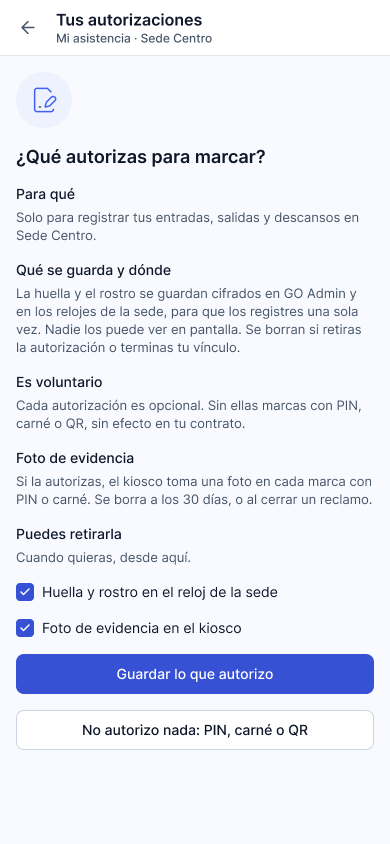 Tus autorizaciones
Mi asistencia · Sede Centro
¿Qué autorizas para marcar?
Para qué
Solo para registrar tus entradas, salidas y descansos en
Sede Centro.
Qué se guarda y dónde
La huella y el rostro se guardan cifrados en GO Admin y
en los relojes de la sede, para que los registres una sola
vez. Nadie los puede ver en pantalla. Se borran si retiras
la autorización o terminas tu vínculo.
Es voluntario
Cada autorización es opcional. Sin ellas marcas con PIN,
carné o QR, sin efecto en tu contrato.
Foto de evidencia
Si la autorizas, el kiosco toma una foto en cada marca con
PIN o carné. Se borra a los 30 días, o al cerrar un reclamo.
Puedes retirarla
Cuando quieras, desde aquí.
Huella y rostro en el reloj de la sede
Foto de evidencia en el kiosco
Guardar lo que autorizo
No autorizo nada: PIN, carné o QR